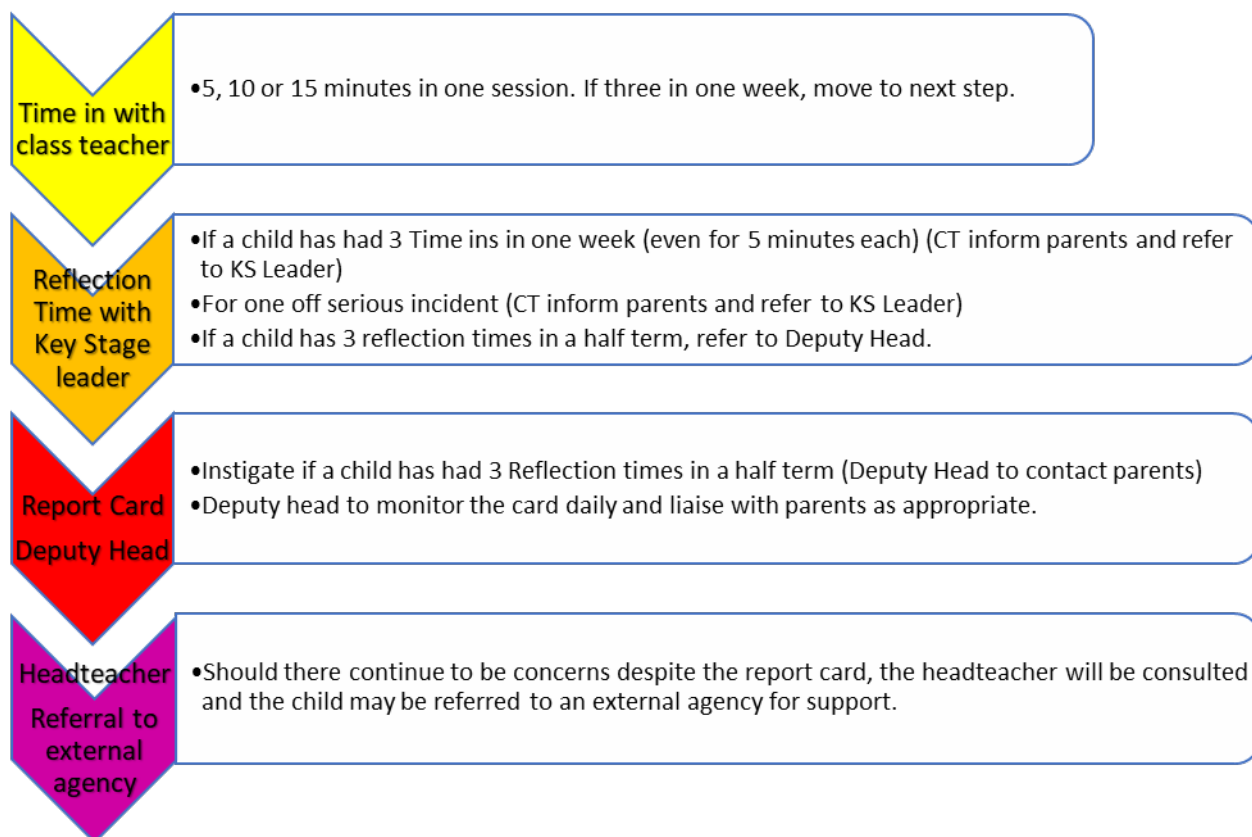 Time in with
class teacher
•5, 10 or 15 minutes in one session. If three in one week, move to next step.
Reflection
Time with
Key Stage
leader
•If a child has had 3 Time ins in one week (even for 5 minutes each) (CT inform parents and refer
to KS Leader)
•For one off serious incident (CT inform parents and refer to KS Leader)
•If a child has 3 reflection times in a half term, refer to Deputy Head.
Report Card
Deputy Head
•Instigate if a child has had 3 Reflection times in a half term (Deputy Head to contact parents)
•Deputy head to monitor the card daily and liaise with parents as appropriate.
Headteacher
Referral to
external
agency
•Should there continue to be concerns despite the report card, the headteacher will be consulted
and the child may be referred to an external agency for support.